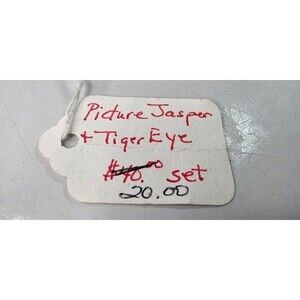 Picture Jasper
+ Tiger Eye
$40.00 set
20.00